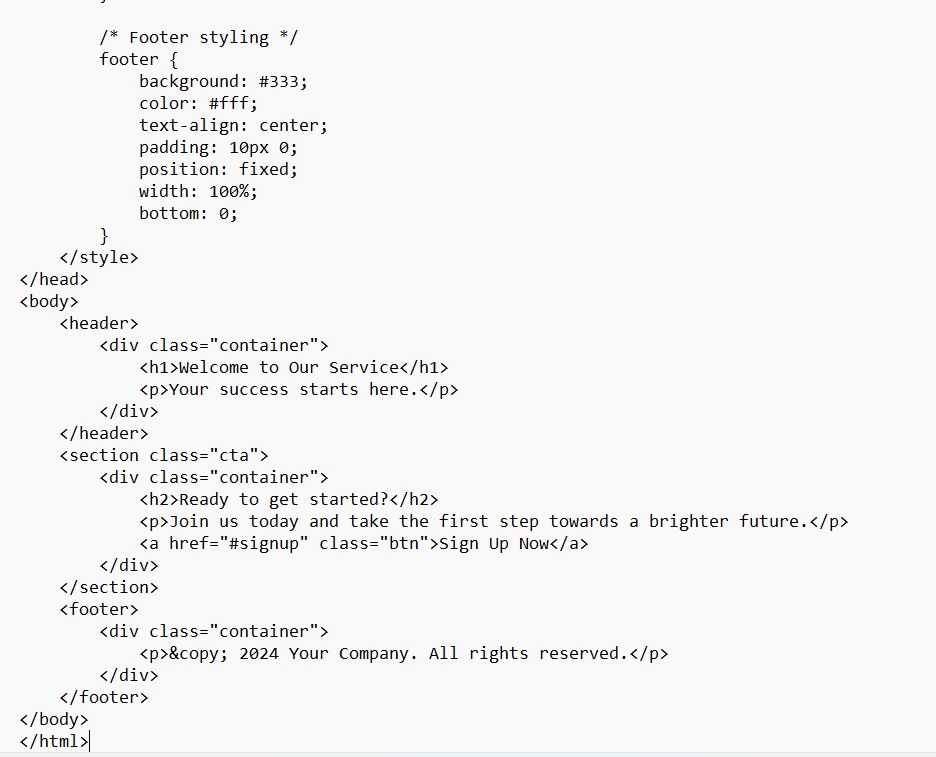 /* Footer styling */
footer {
background: #333;
color: #fff;
text-align: center;
padding: 10px 0;
position: fixed;
width: 100%;
bottom: 0;
}
</style>
</head>
<body>
<header>
<div class="container">
<h1>Welcome to Our Service</h1>
<p>Your success starts here.</p>
</div>
</header>
<section class="cta">
<div class="container">
<h2>Ready to get started?</h2>
<p>Join us today and take the first step towards a brighter future.</p>
<a href="#signup" class="btn">Sign Up Now</a>
</div>
</section>
<footer>
<div class="container">
<p>&copy; 2024 Your Company. All rights reserved.</p>
</div>
</footer>
</body>
</html>